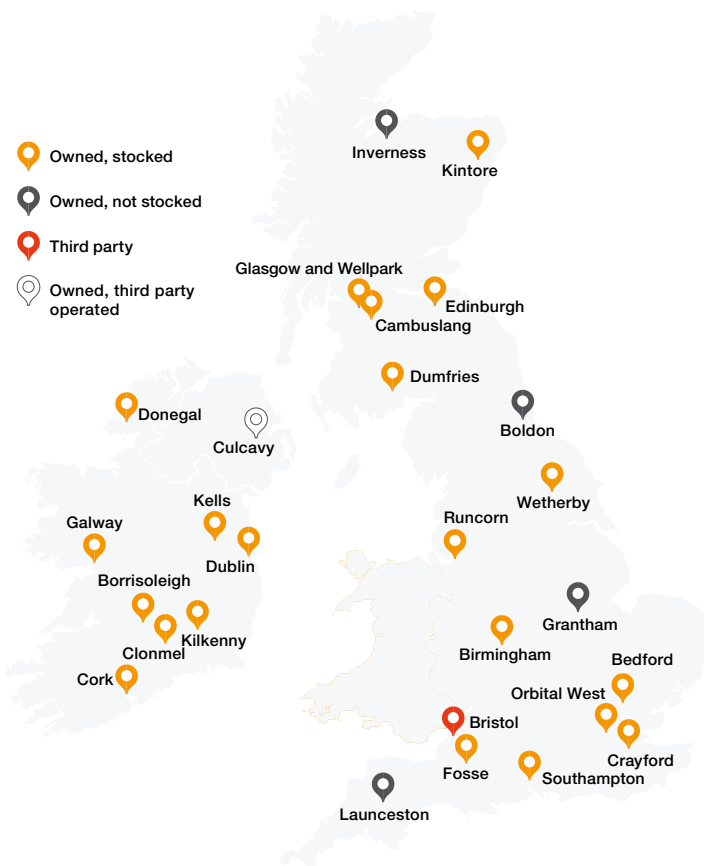 Inverness
Kintore
Owned, stocked
Owned, not stocked
Third party
Owned, third party
operated
Glasgow and Wellpark
Edinburgh
Cambuslang
Dumfries
Donegal
Boldon
Culcavy
Wetherby
Kells
Runcorn
Galway
Dublin
Borrisoleigh
Grantham
Kilkenny
Clonmel
Birmingham
Bedford
Cork
Orbital West
Bristol
Crayford
Fosse
Southampton
Launceston